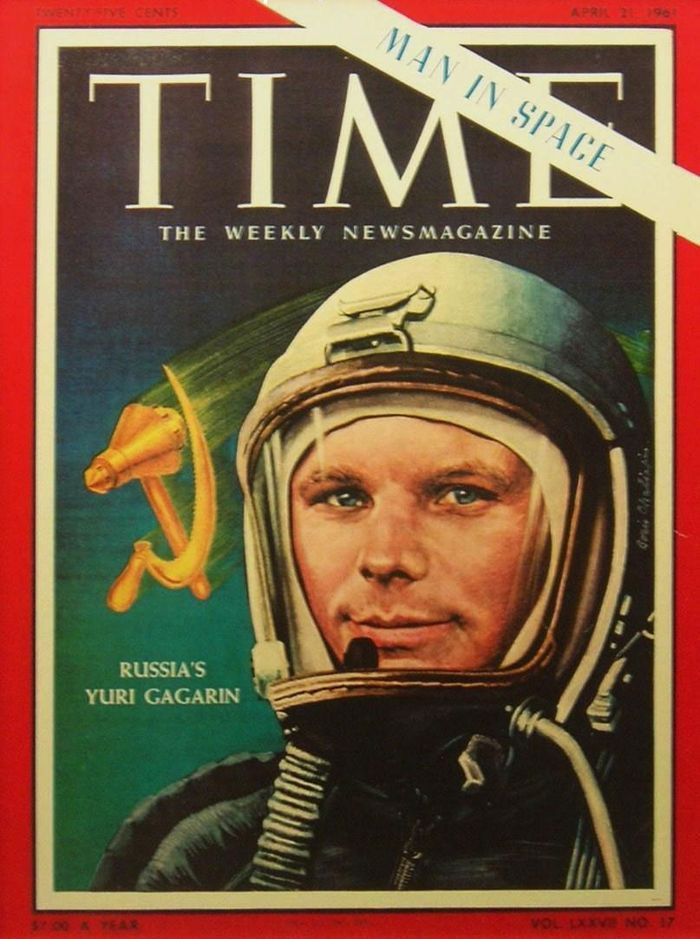 TWENTY-FIVE CENTS
APRIL 21, 1961
MAN IN SPACE
TIME
THE WEEKLY NEWSMAGAZINE
RUSSIA'S
YURI GAGARIN
$7.00 A YEAR
VOL. LXXVII NO. 17